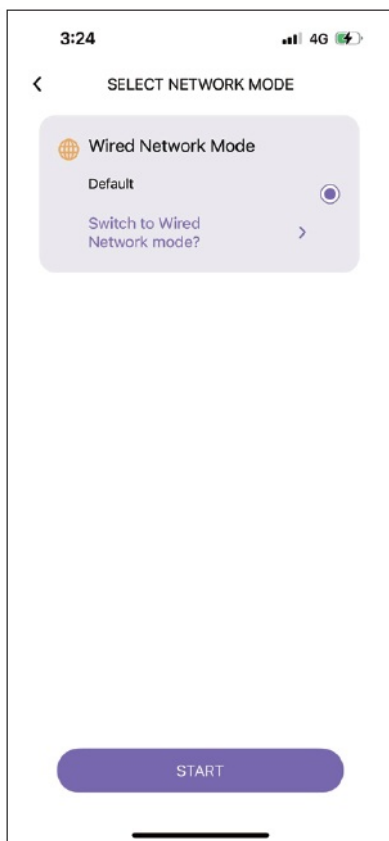 3:24
4G
SELECT NETWORK MODE
Wired Network Mode
Default
Switch to Wired
Network mode?
START